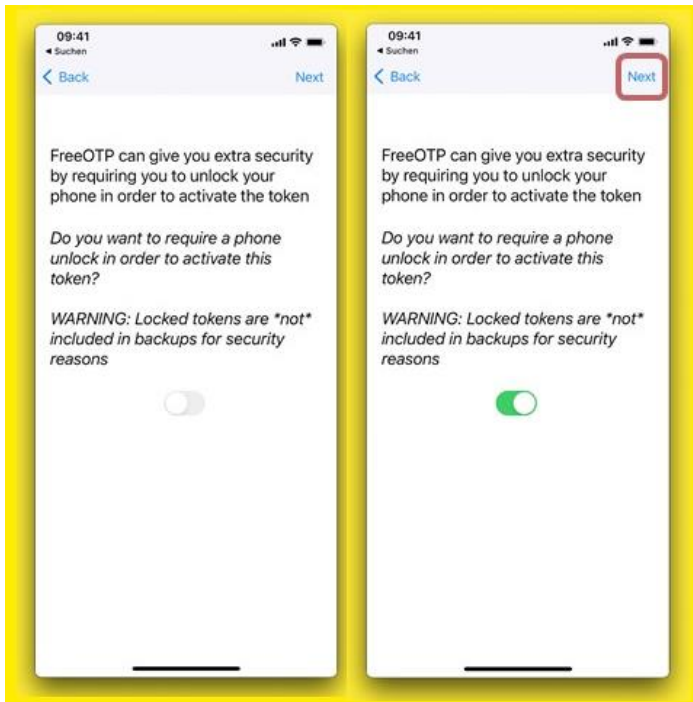 09:41
Suchen
Back
Next
FreeOTP can give you extra security
by requiring you to unlock your
phone in order to activate the token
Do you want to require a phone
unlock in order to activate this
token?
WARNING: Locked tokens are *not*
included in backups for security
reasons
09:41
Suchen
Back
Next
FreeOTP can give you extra security
by requiring you to unlock your
phone in order to activate the token
Do you want to require a phone
unlock in order to activate this
token?
WARNING: Locked tokens are *not*
included in backups for security
reasons